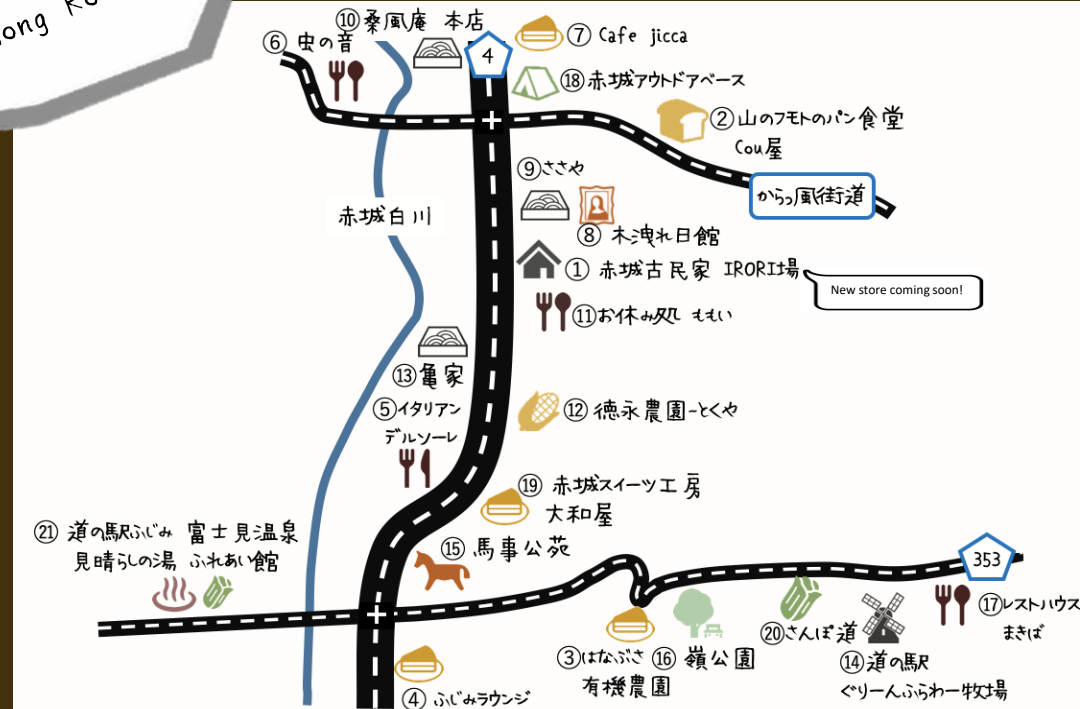 ong
⑩桑風庵 本店
⑥ 虫の音
4
⑦ Cafe jicca
⑱赤城アウトドアベース
②山のフモトのパン食堂
Cou屋
からっ風街道
⑨ささや
赤城白川
⑧ 木洩れ日館
① 赤城古民家 IRORI場
New store coming soon!
⑪お休み処 ももい
⑬亀家
⑤イタリアン
デルソーレ
⑫徳永農園-とくや
⑲ 赤城スイーツ工房
大和屋
㉑ 道の駅ふじみ 富士見温泉
見晴らしの湯 ふれあい館
⑮ 馬事公苑
353
⑰レストハウス
まきば
⑳さんぽ道
③はなぶさ
有機農園
⑯ 嶺公園
⑭道の駅
ぐりーんふらわー牧場
④ ふじみラウンジ